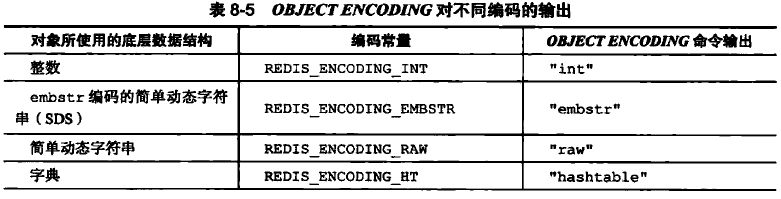 表 8-5 OBJECT ENCODING 对不同编码的输出
对象所使用的底层数据结构 编码常量 OBJECT ENCODING 命令输出
整数 REDIS_ENCODING_INT "int"
embstr 编码的简单动态字符
串（SDS） REDIS_ENCODING_EMBSTR "embstr"
简单动态字符串 REDIS_ENCODING_RAW "raw"
字典 REDIS_ENCODING_HT "hashtable"